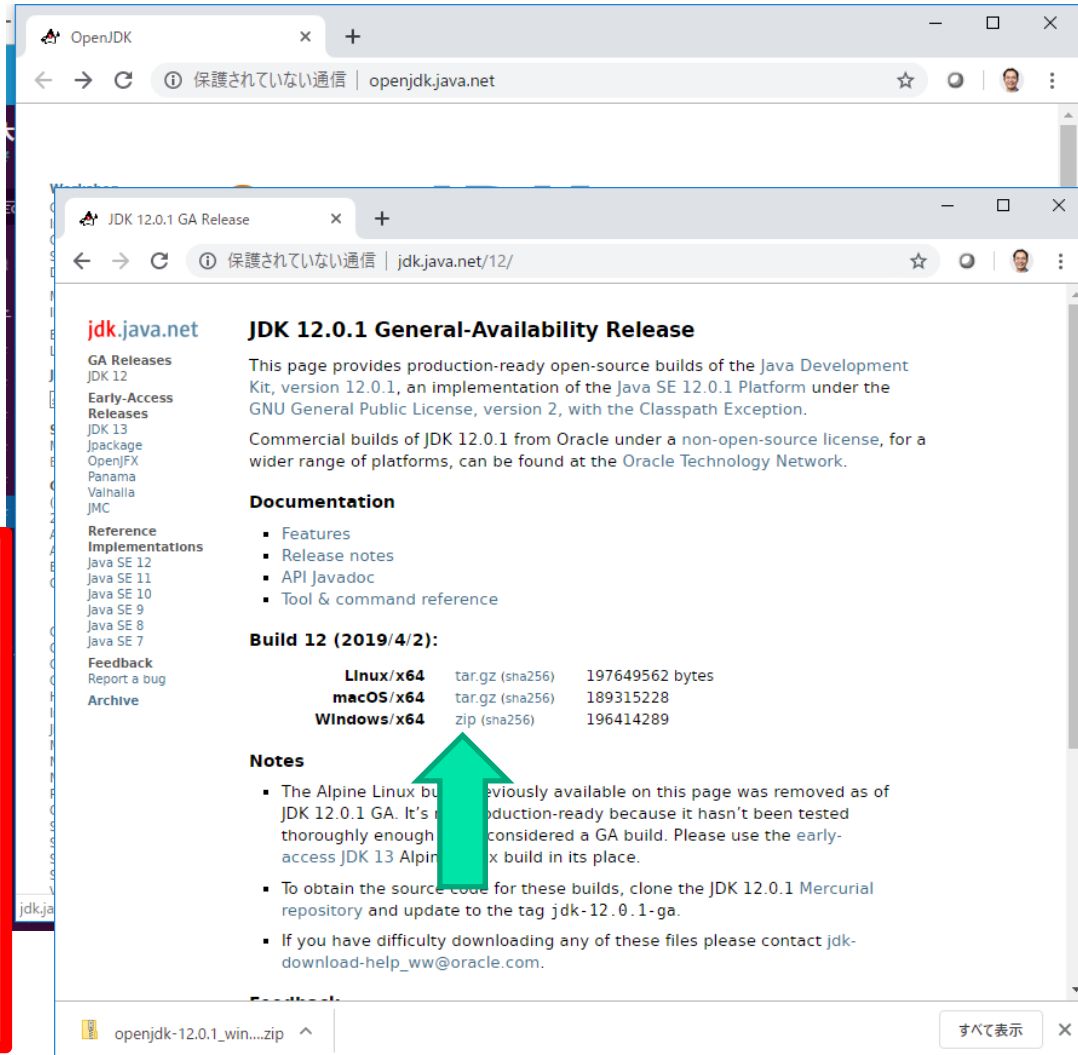 OpenJDK
保護されていない通信 | openjdk.java.net
JDK 12.0.1 GA Release
保護されていない通信 | jdk.java.net/12/
jdk.java.net
GA Releases
JDK 12
Early-Access
Releases
JDK 13
Jpackage
OpenJFX
Panama
Valhalla
JMC
Reference
Implementations
Java SE 12
Java SE 11
Java SE 10
Java SE 9
Java SE 8
Java SE 7
Feedback
Report a bug
Archive
JDK 12.0.1 General-Availability Release
This page provides production-ready open-source builds of the Java Development
Kit, version 12.0.1, an implementation of the Java SE 12.0.1 Platform under the
GNU General Public License, version 2, with the Classpath Exception.
Commercial builds of JDK 12.0.1 from Oracle under a non-open-source license, for a
wider range of platforms, can be found at the Oracle Technology Network.
Documentation
Features
Release notes
API Javadoc
Tool & command reference
Build 12 (2019/4/2):
Linux/x64 tar.gz (sha256) 197649562 bytes
macOS/x64 tar.gz (sha256) 189315228
Windows/x64 zip (sha256) 196414289
Notes
The Alpine Linux eviously available on this page was removed as of
JDK 12.0.1 GA. It's oduction-ready because it hasn't been tested
thoroughly enough considered a GA build. Please use the early-
access JDK 13 Alpin x build in its place.
To obtain the source code for these builds, clone the JDK 12.0.1 Mercurial
repository and update to the tag jdk-12.0.1-ga.
If you have difficulty downloading any of these files please contact jdk-
download-help_ww@oracle.com.
openjdk-12.0.1_win....zip
すべて表示